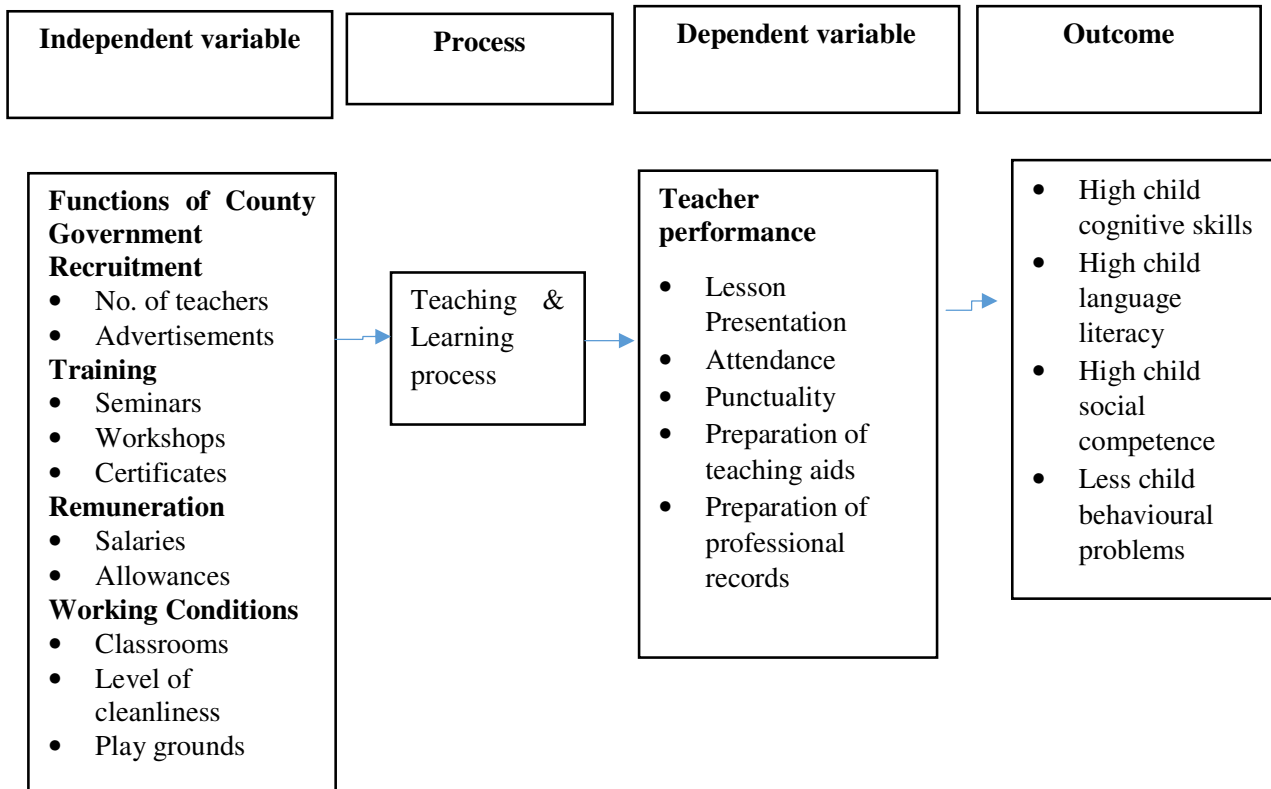 Independent variable
Process
Dependent variable
Outcome
Functions of County
Government
Recruitment
• No. of teachers
• Advertisements
Training
• Seminars
• Workshops
• Certificates
Remuneration
• Salaries
• Allowances
Working Conditions
• Classrooms
• Level of
cleanliness
• Play grounds
Teaching &
Learning
process
Teacher
performance
• Lesson
Presentation
• Attendance
• Punctuality
• Preparation of
teaching aids
• Preparation of
professional
records
• High child
cognitive skills
• High child
language
literacy
• High child
social
competence
• Less child
behavioural
problems